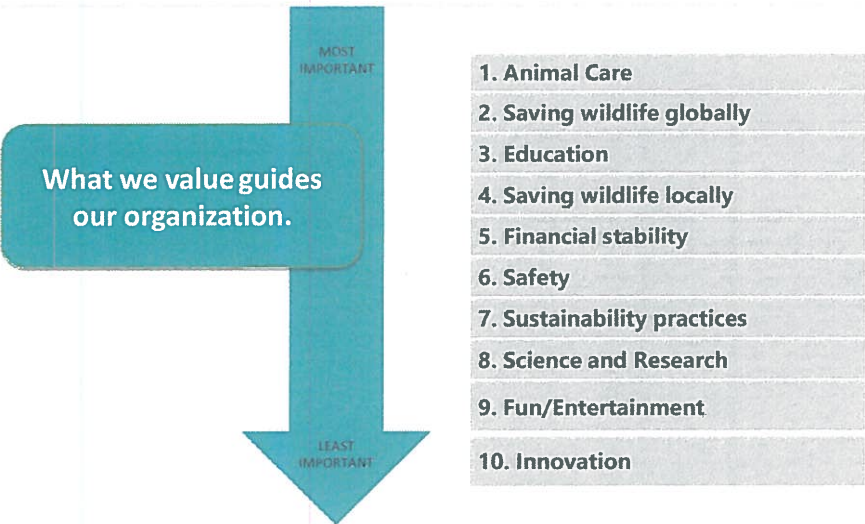 MOST
IMPORTANT
What we value guides
our organization.
LEAST
IMPORTANT
1. Animal Care
2. Saving wildlife globally
3. Education
4. Saving wildlife locally
5. Financial stability
6. Safety
7. Sustainability practices
8. Science and Research
9. Fun/Entertainment
10. Innovation